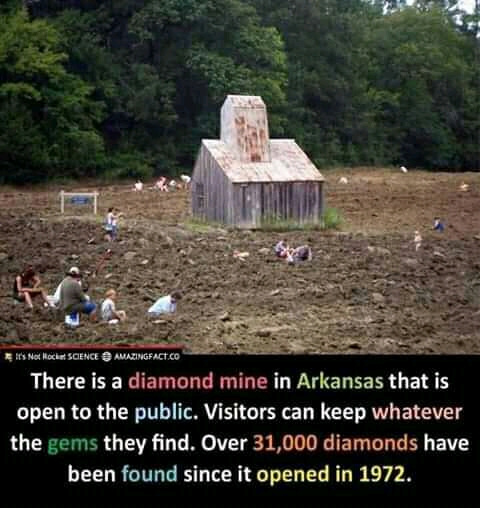 It's Not Rocket SCIENCE AMAZINGFACT.CO
There is a diamond mine in Arkansas that is
open to the public. Visitors can keep whatever
the gems they find. Over 31,000 diamonds have
been found since it opened in 1972.